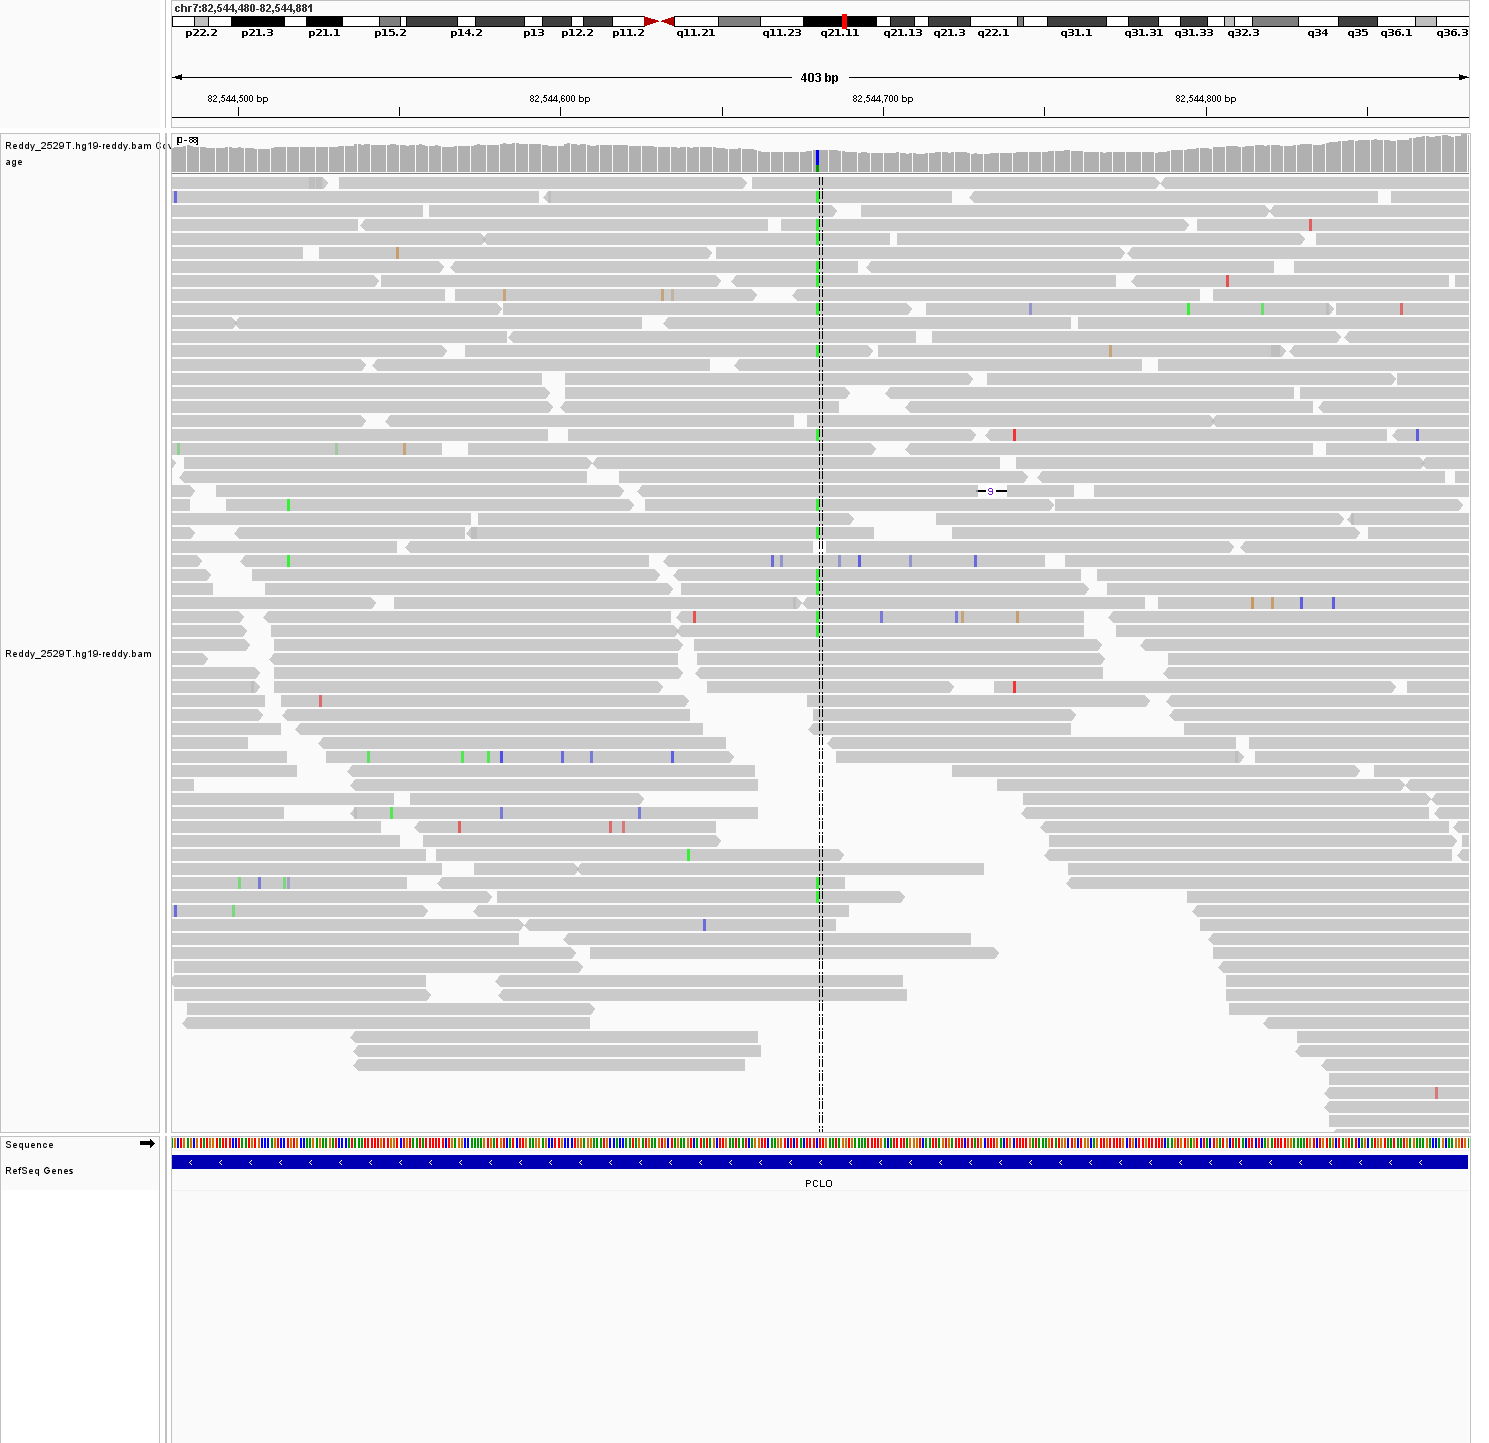 chr7:82,544,480-82,544,881
p22.2 p21.3 p21.1 p15.2 p14.2 p13 p12.2 p11.2 q11.21 q11.23 q21.11 q21.13 q21.3 q22.1 q31.1 q31.31 q31.33 q32.3 q34 q35 q36.1 q36.3
403 bp
82,544,500 bp 82,544,600 bp 82,544,700 bp 82,544,800 bp
Reddy_2529T.hg19-reddy.bam Cov
age
9
Reddy_2529T.hg19-reddy.bam
Sequence
RefSeq Genes
PCLO